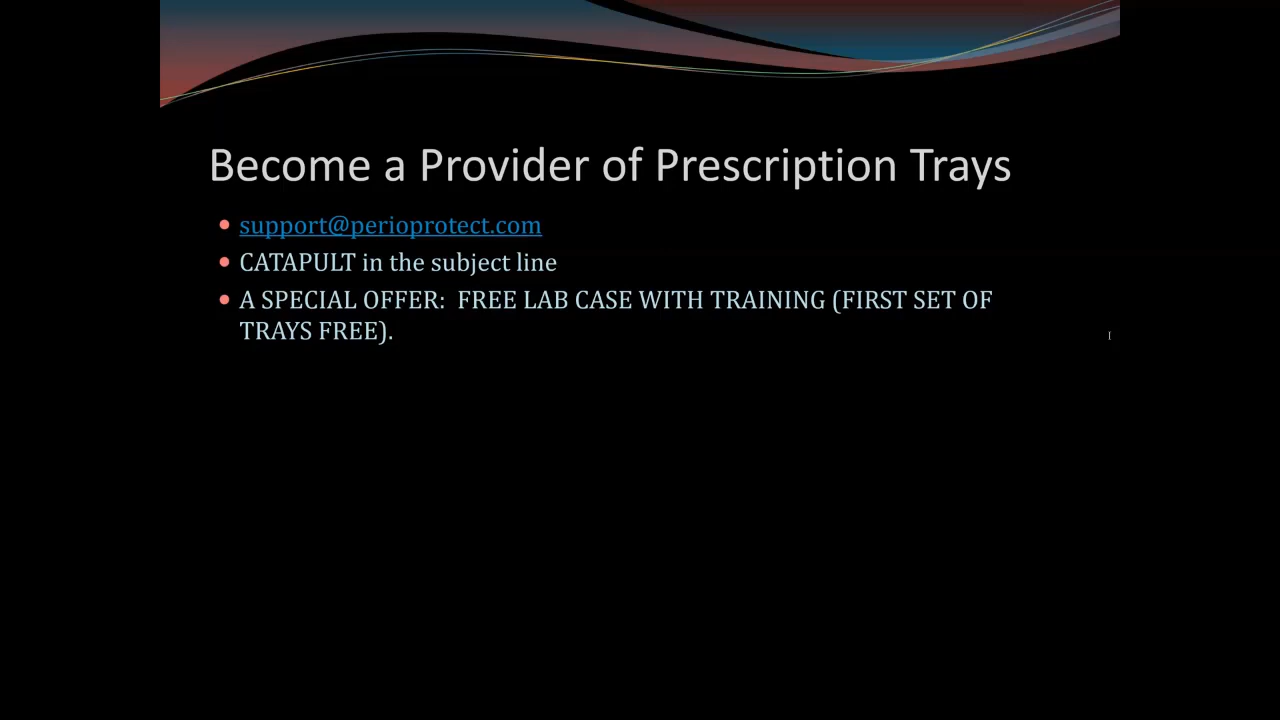 Become a Provider of Prescription Trays
support@perioprotect.com
CATAPULT in the subject line
A SPECIAL OFFER:  FREE LAB CASE WITH TRAINING (FIRST SET OF
TRAYS FREE).